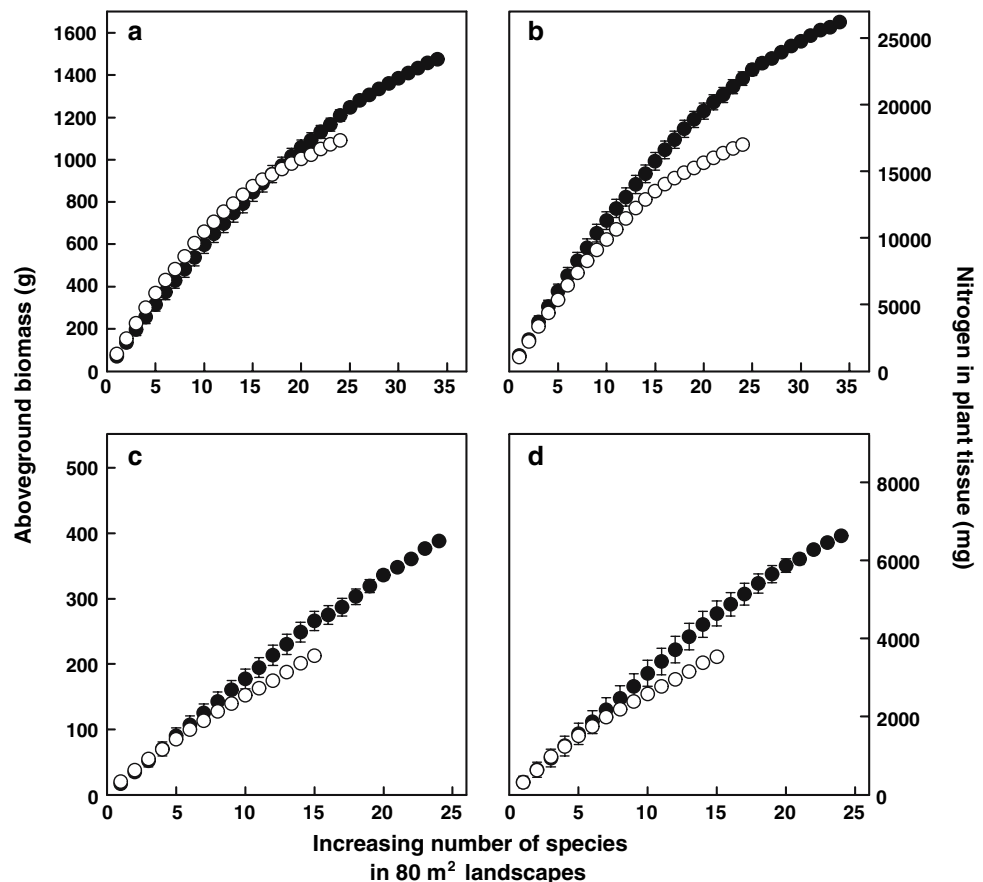 a
1600
1400
1200
1000
800
600
400
200
0
0 5 10 15 20 25 30 35
b
25000
20000
15000
10000
5000
0
0 5 10 15 20 25 30 35
c
500
400
300
200
100
0
0 5 10 15 20 25
d
8000
6000
4000
2000
0
0 5 10 15 20 25
Aboveground biomass (g)
Nitrogen in plant tissue (mg)
Increasing number of species
in 80 m² landscapes